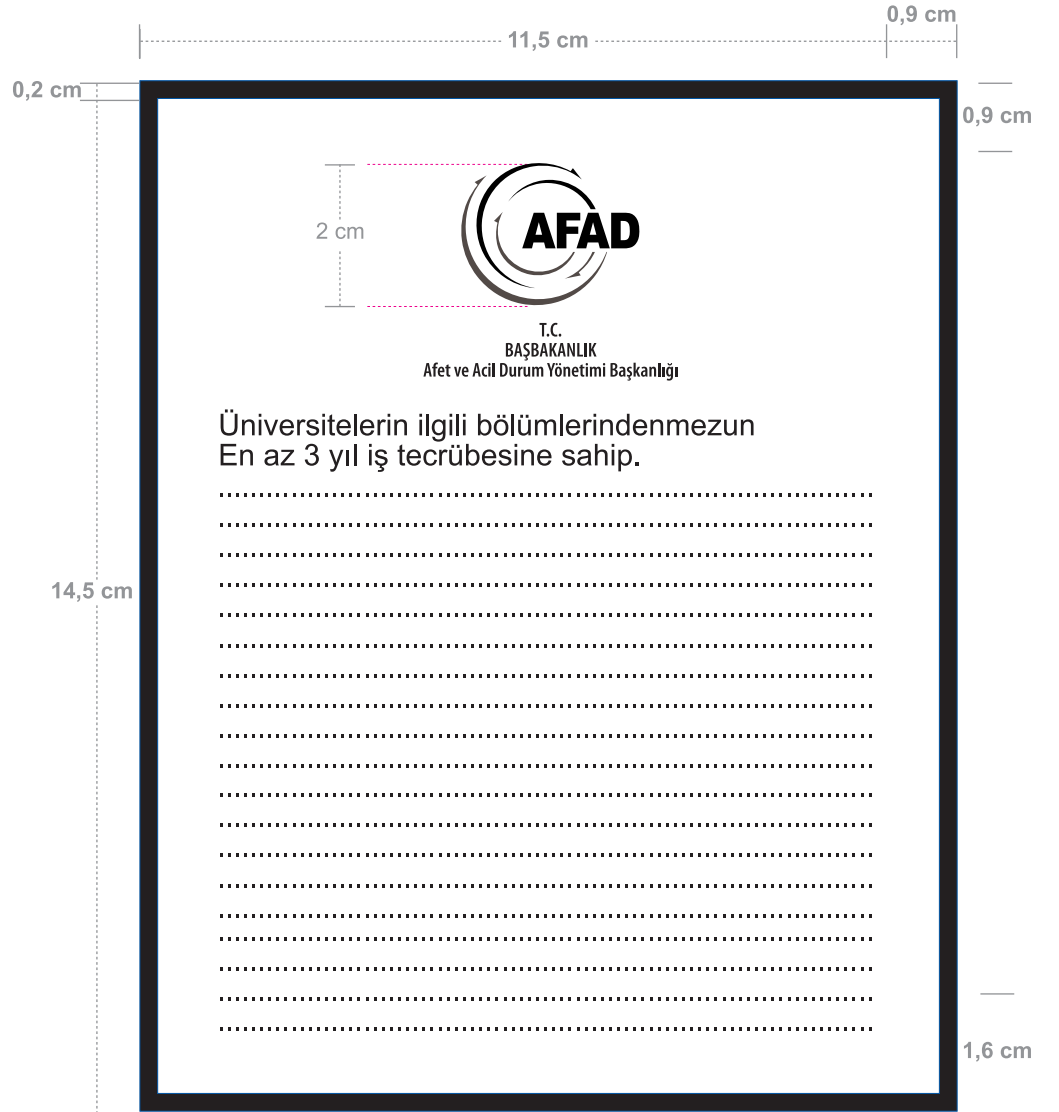 0,9 cm
11,5 cm
0,2 cm
0,9 cm
2 cm
AFAD
T.C.
BAŞBAKANLIK
Afet ve Acil Durum Yönetimi Başkanlığı
Üniversitelerin ilgili bölümlerindenmezun
En az 3 yıl iş tecrübesine sahip.
14,5 cm
1,6 cm